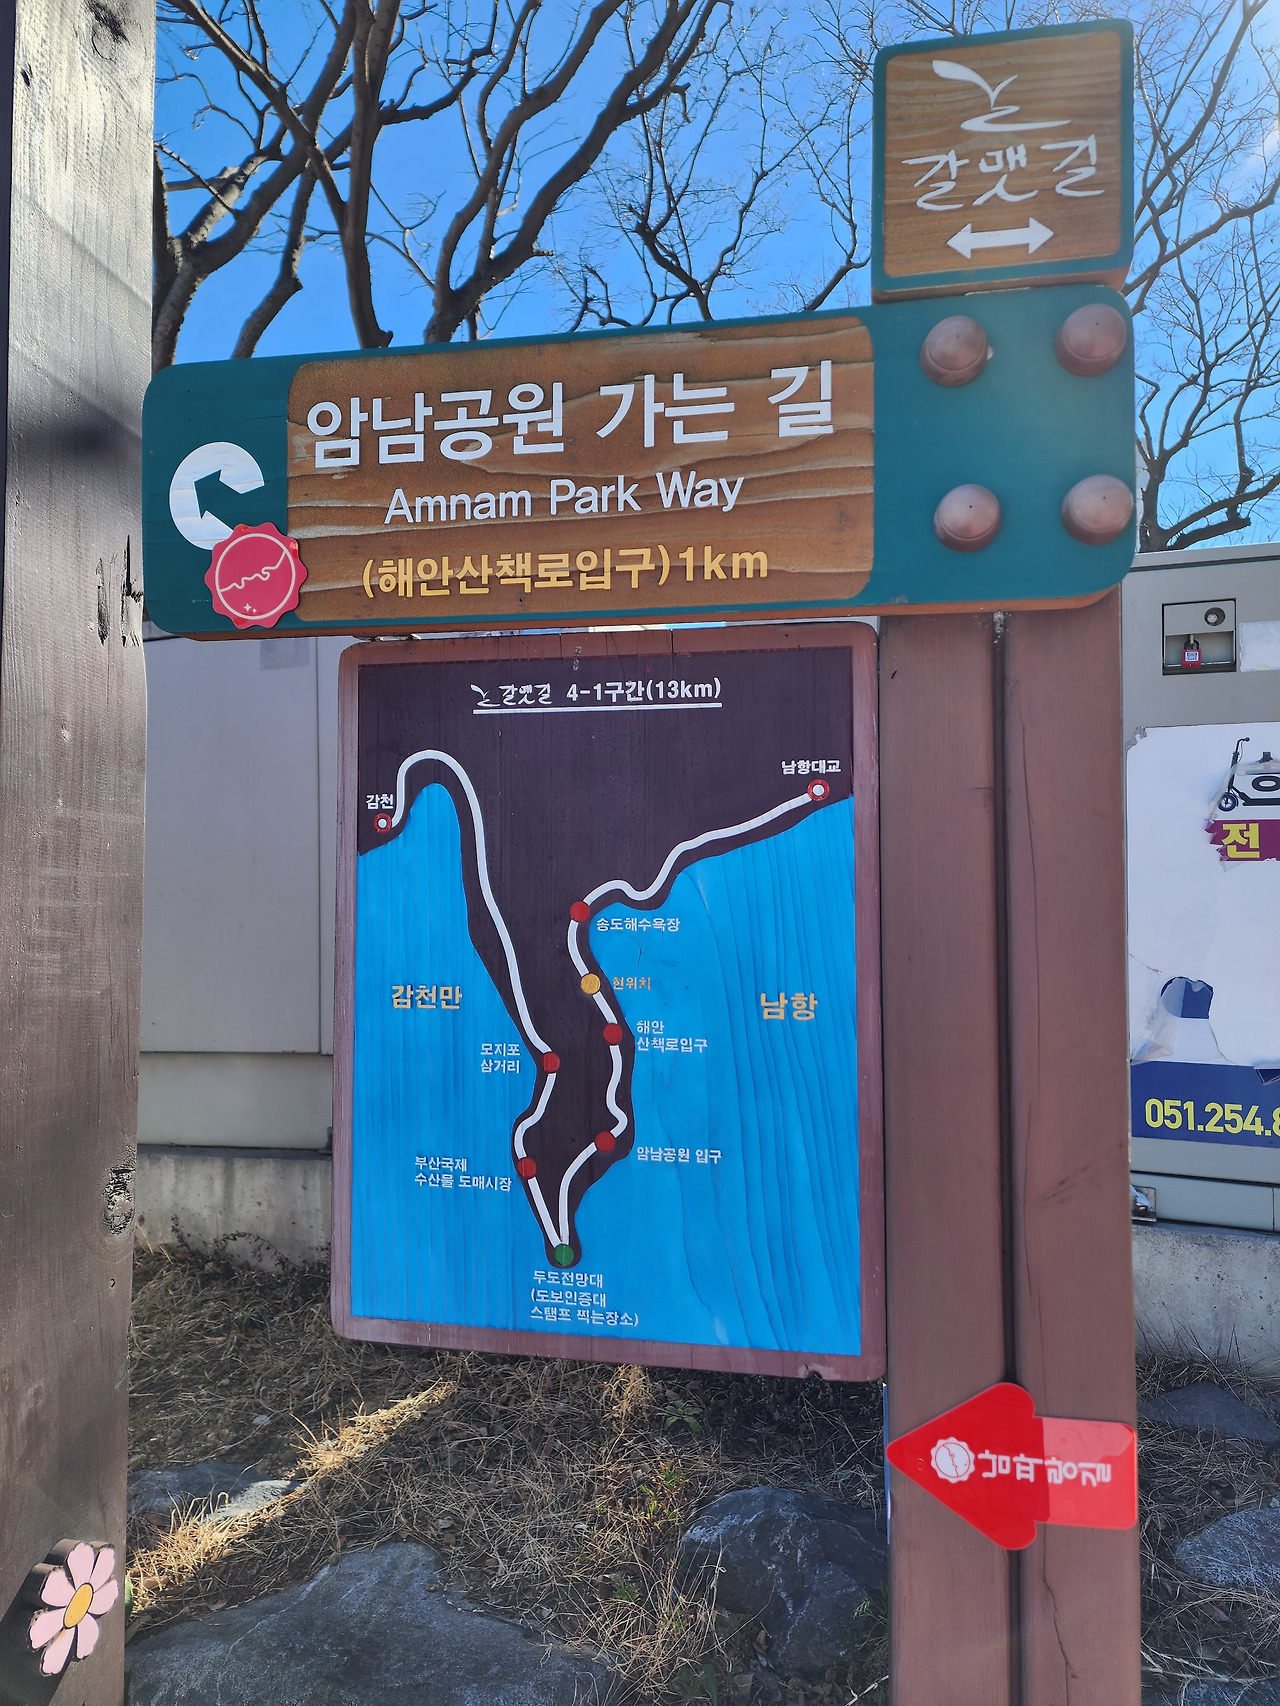 갈맷길
암남공원 가는 길
Amnam Park Way
(해안산책로입구)1km
갈맷길 4-1구간(13km)
남항대교
감천
송도해수욕장
현위치
감천만
남항
해안
산책로입구
모지포
삼거리
암남공원 입구
부산국제
수산물 도매시장
두도전망대
(도보인증대
스탬프 찍는장소)
전
051.254.8
남파랑길